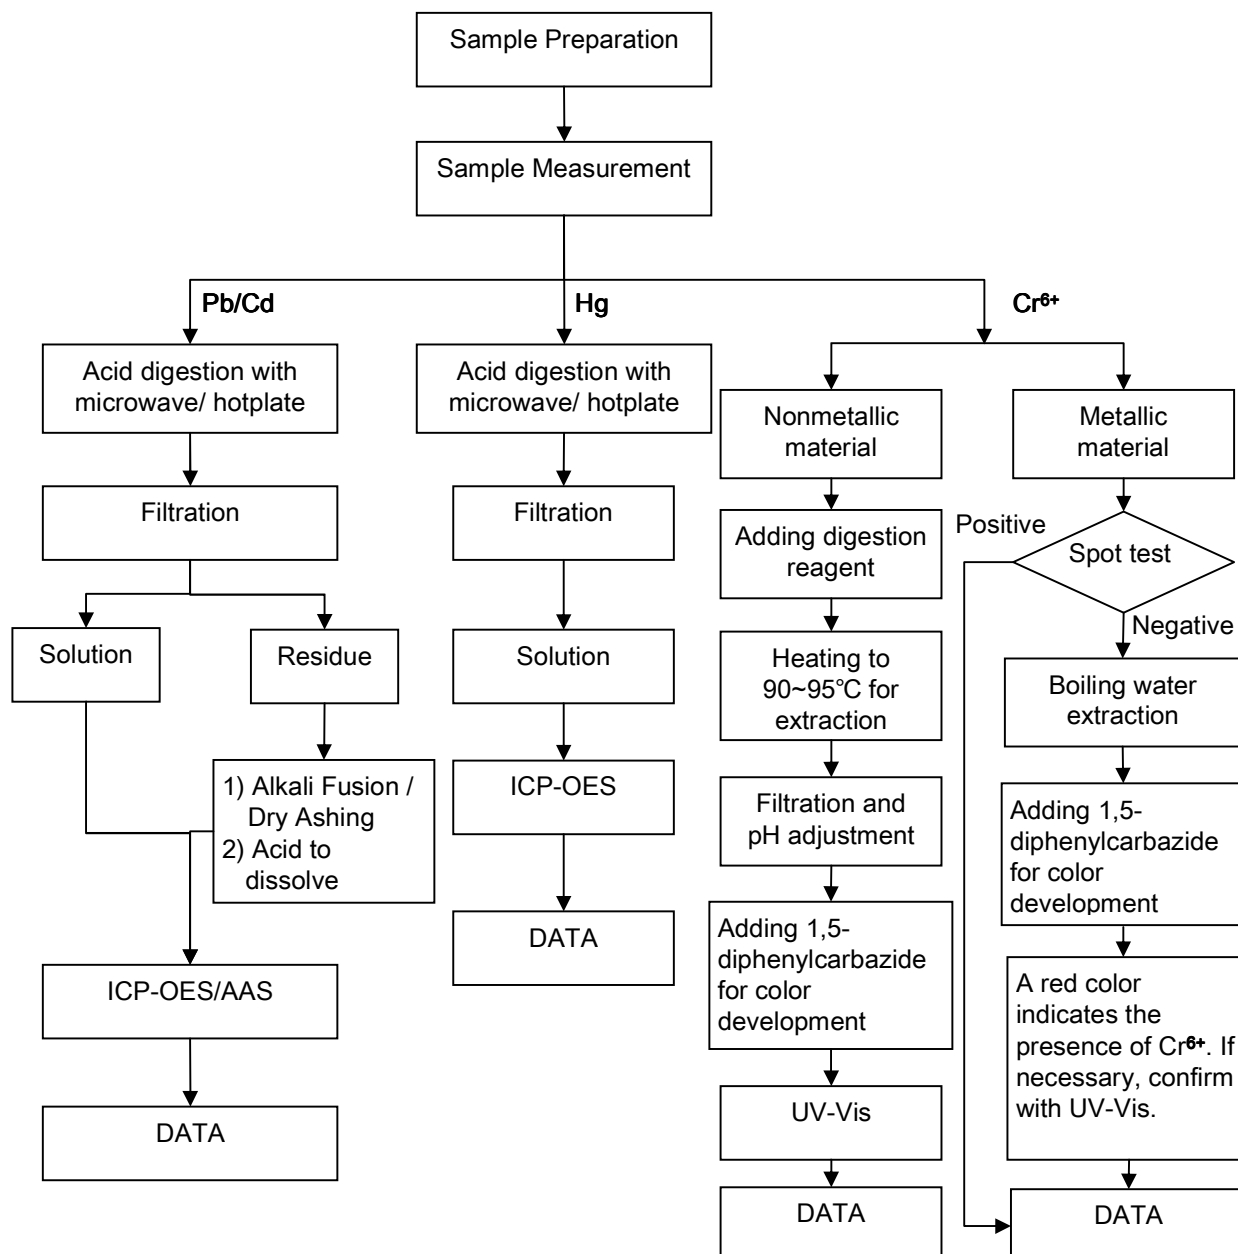 Sample Preparation
Sample Measurement
Pb/Cd
Hg
Cr⁶⁺
Acid digestion with
microwave/ hotplate
Filtration
Solution
Residue
1) Alkali Fusion /
Dry Ashing
2) Acid to
dissolve
ICP-OES/AAS
DATA
Acid digestion with
microwave/ hotplate
Filtration
Solution
ICP-OES
DATA
Nonmetallic
material
Adding digestion
reagent
Heating to
90~95℃ for
extraction
Filtration and
pH adjustment
Adding 1,5-
diphenylcarbazide
for color
development
UV-Vis
DATA
Metallic
material
Positive
Spot test
Negative
Boiling water
extraction
Adding 1,5-
diphenylcarbazide
for color
development
A red color
indicates the
presence of Cr⁶⁺. If
necessary, confirm
with UV-Vis.
DATA